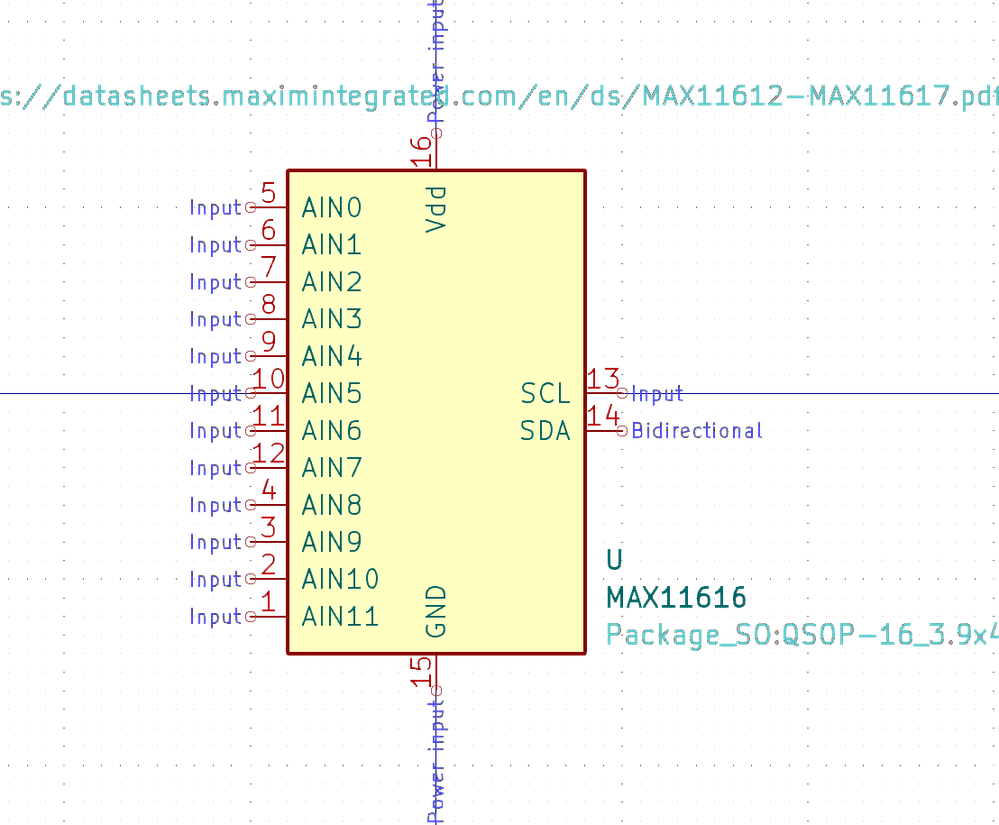 Power input
s://datasheets.maximintegrated.com/en/ds/MAX11612-MAX11617.pdf
16
Vdd
Input 5 AIN0
Input 6 AIN1
Input 7 AIN2
Input 8 AIN3
Input 9 AIN4
Input 10 AIN5 SCL 13 Input
Input 11 AIN6 SDA 14 Bidirectional
Input 12 AIN7
Input 4 AIN8
Input 3 AIN9
Input 2 AIN10
Input 1 AIN11
GND
15
Power input
U
MAX11616
Package_SO:QSOP-16_3.9x4